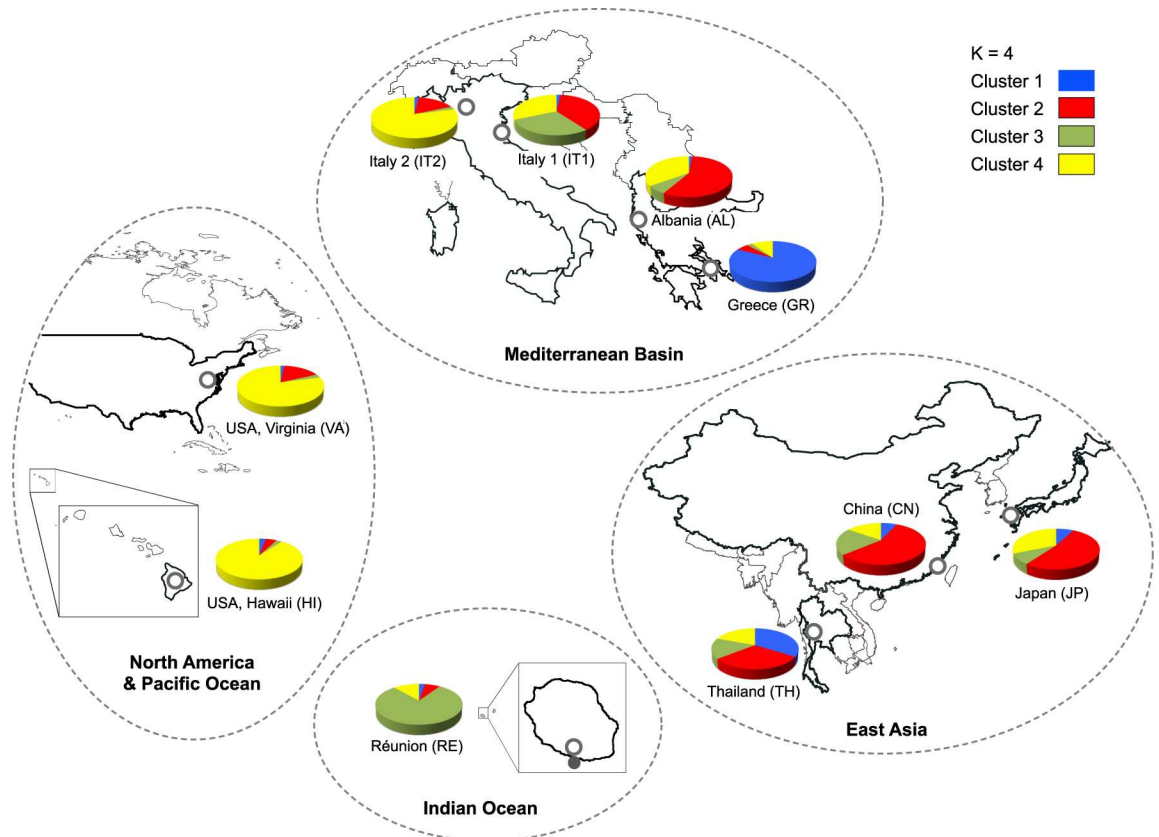 K = 4
Cluster 1
Cluster 2
Cluster 3
Cluster 4
Italy 2 (IT2)
Italy 1 (IT1)
Albania (AL)
Greece (GR)
Mediterranean Basin
USA, Virginia (VA)
USA, Hawaii (HI)
North America
& Pacific Ocean
China (CN)
Japan (JP)
Thailand (TH)
East Asia
Réunion (RE)
Indian Ocean